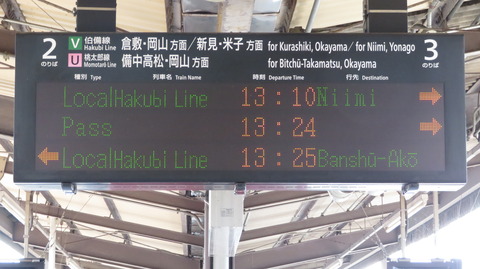 2 のりば
V 伯備線 Hakubi Line
U 桃太郎線 Momotarō Line
倉敷・岡山方面/新見・米子方面 for Kurashiki, Okayama / for Niimi, Yonago
備中高松・岡山方面 for Bitchū-Takamatsu, Okayama
3 のりば
種別 Type 列車名 Train Name 時刻 Departure Time 行先 Destination
Local Hakubi Line 13:10 Niimi →
Pass 13:24 →
← Local Hakubi Line 13:25 Banshū-Akō